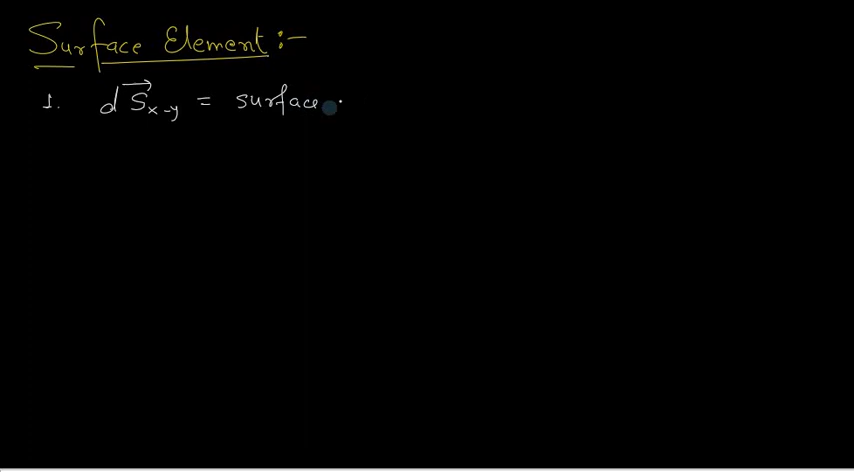 Surface Element :-
1. d S⃗x-y = surface